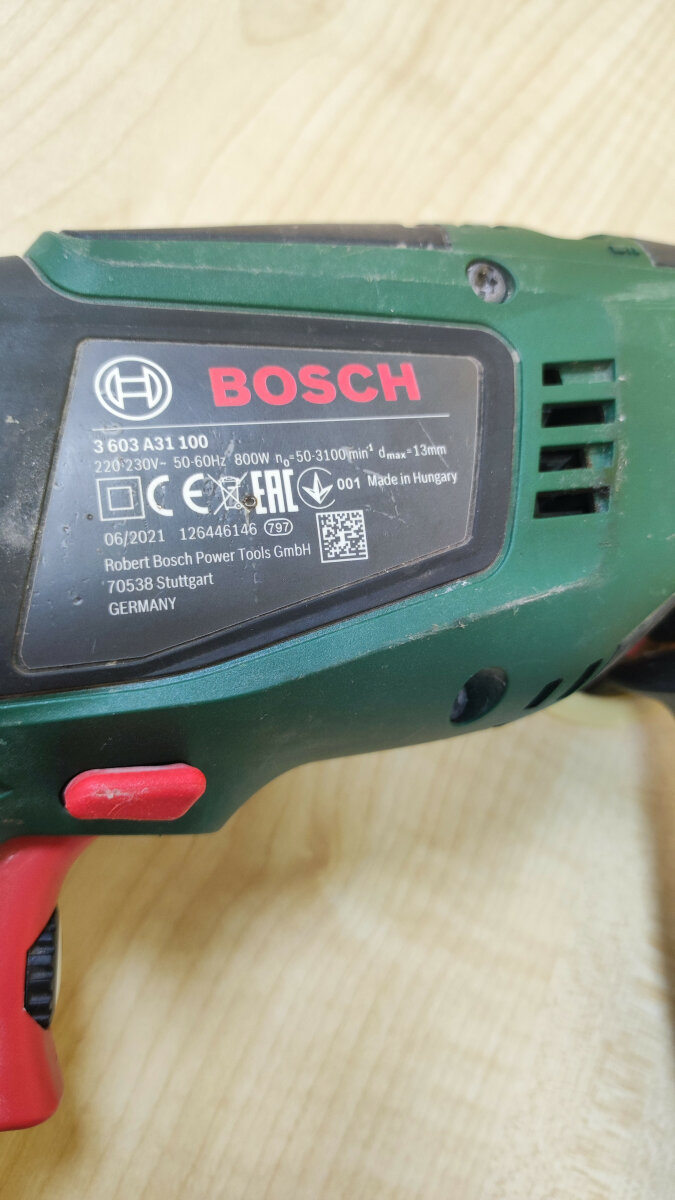 BOSCH
3 603 A31 100
220-230V~ 50-60Hz 800W n₀=50-3100 min⁻¹ dmax=13mm
CE EAC 001 Made in Hungary
06/2021 126446146 797
Robert Bosch Power Tools GmbH
70538 Stuttgart
GERMANY